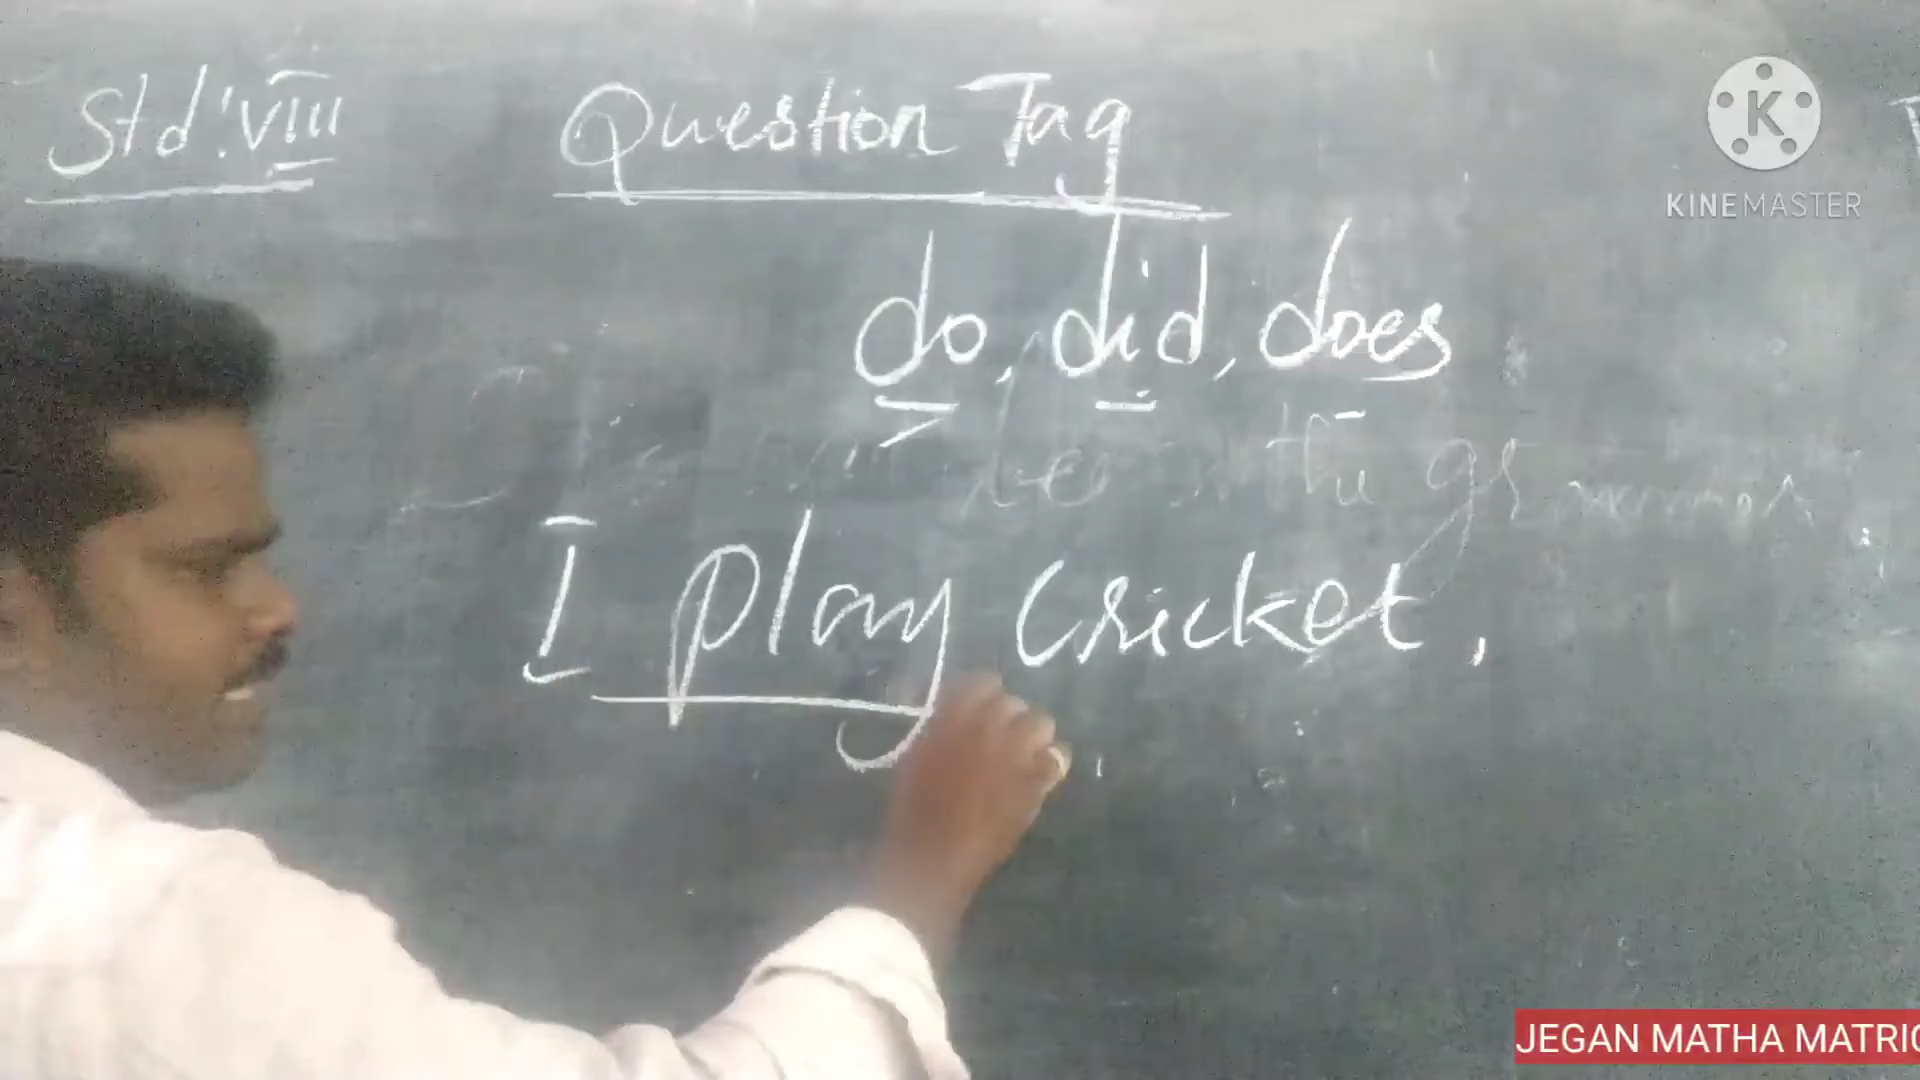 Std: VIII
Question Tag
KINEMASTER
do, did, does
I play cricket,
JEGAN MATHA MATRIC